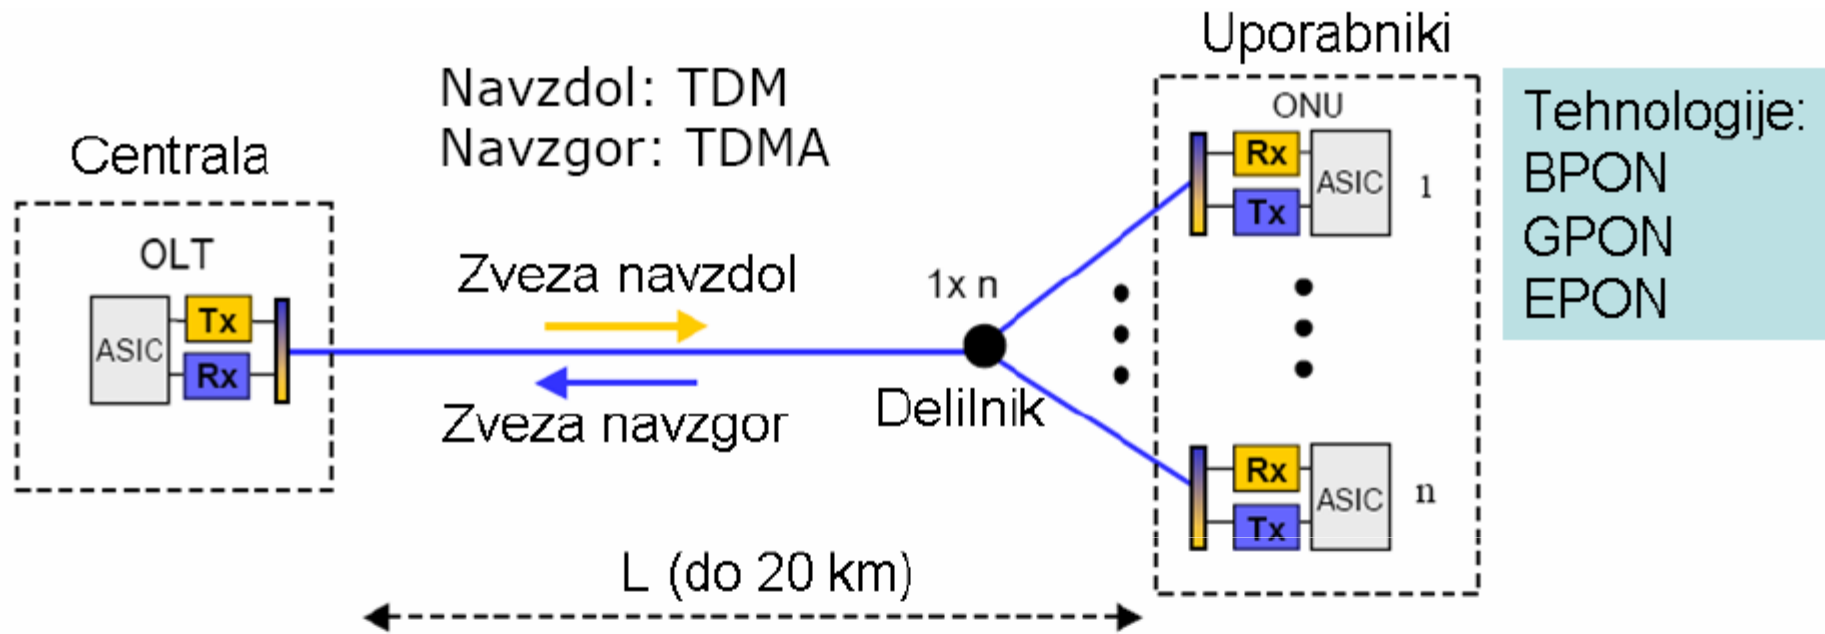 Uporabniki
Navzdol: TDM
Navzgor: TDMA
Centrala
OLT
ASIC
Tx
Rx
Zveza navzdol
Zveza navzgor
1x n
Delilnik
ONU
Rx
Tx
ASIC
1
Rx
Tx
ASIC
n
L (do 20 km)
Tehnologije:
BPON
GPON
EPON